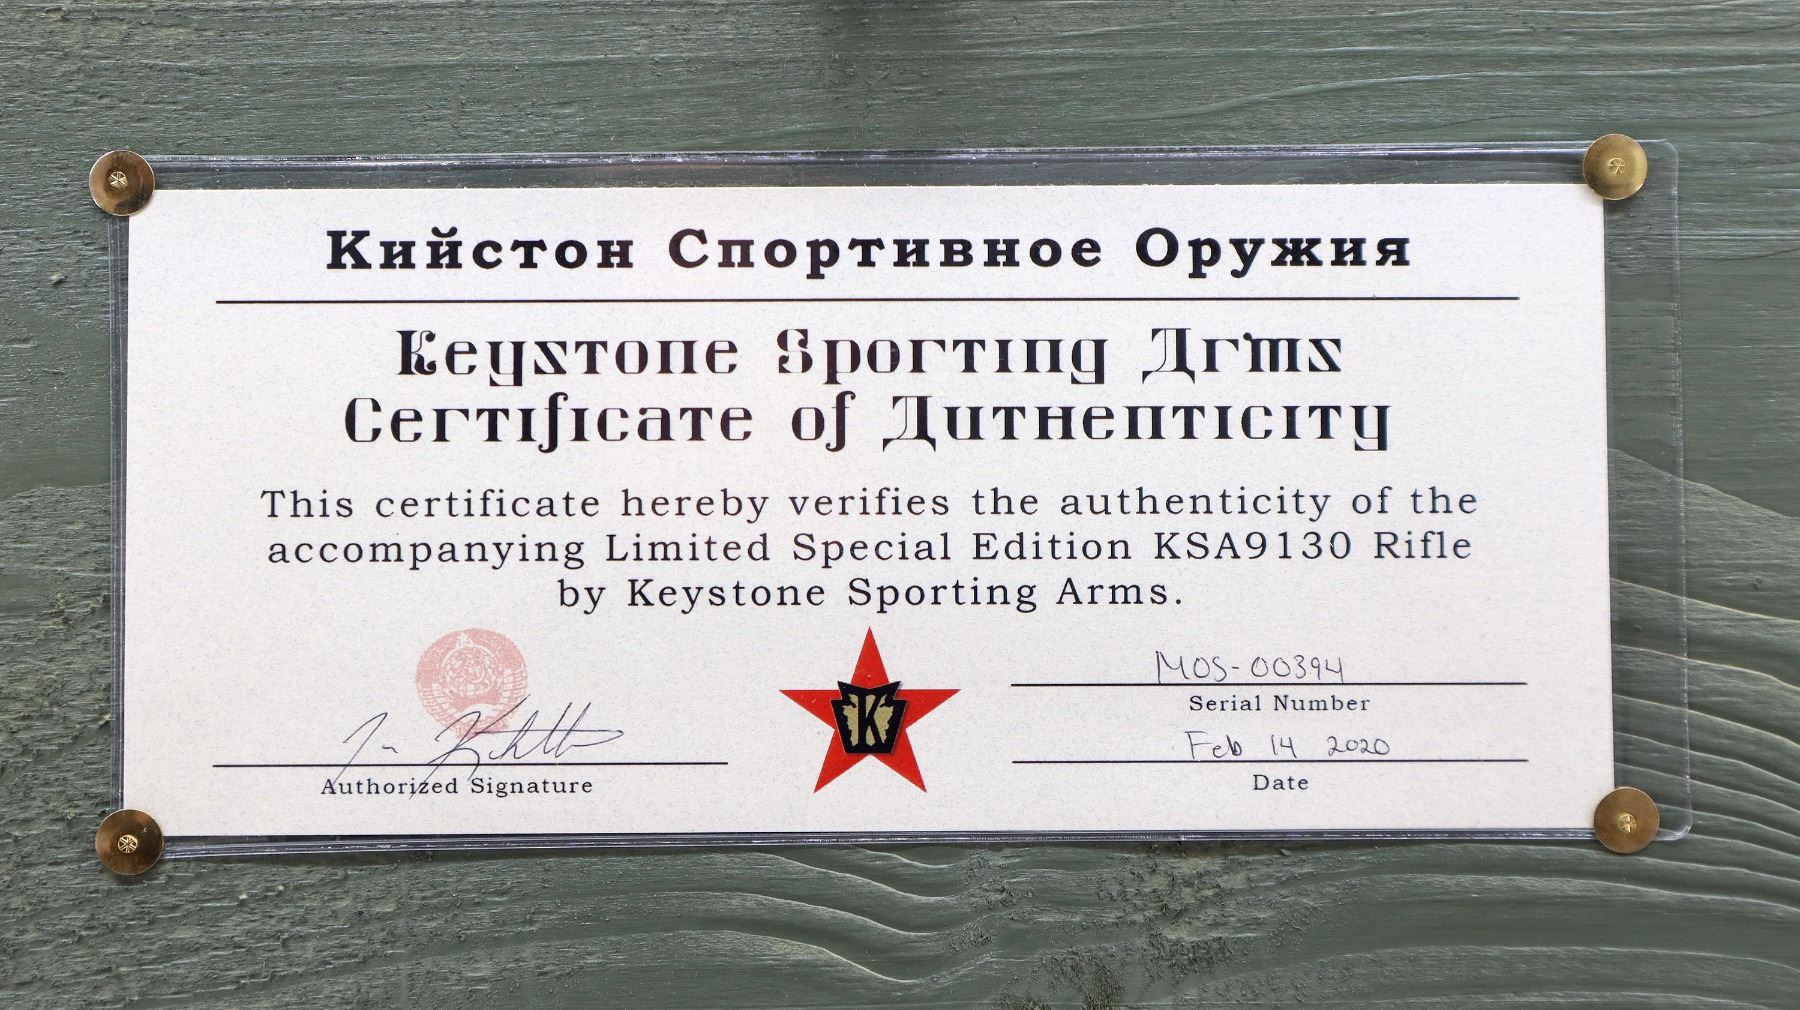 Кийстон Спортивное Оружия
Keystone Sporting Arms
Certificate of Authenticity
This certificate hereby verifies the authenticity of the
accompanying Limited Special Edition KSA9130 Rifle
by Keystone Sporting Arms.
K
MOS-00394
Serial Number
Feb 14 2020
Authorized Signature
Date